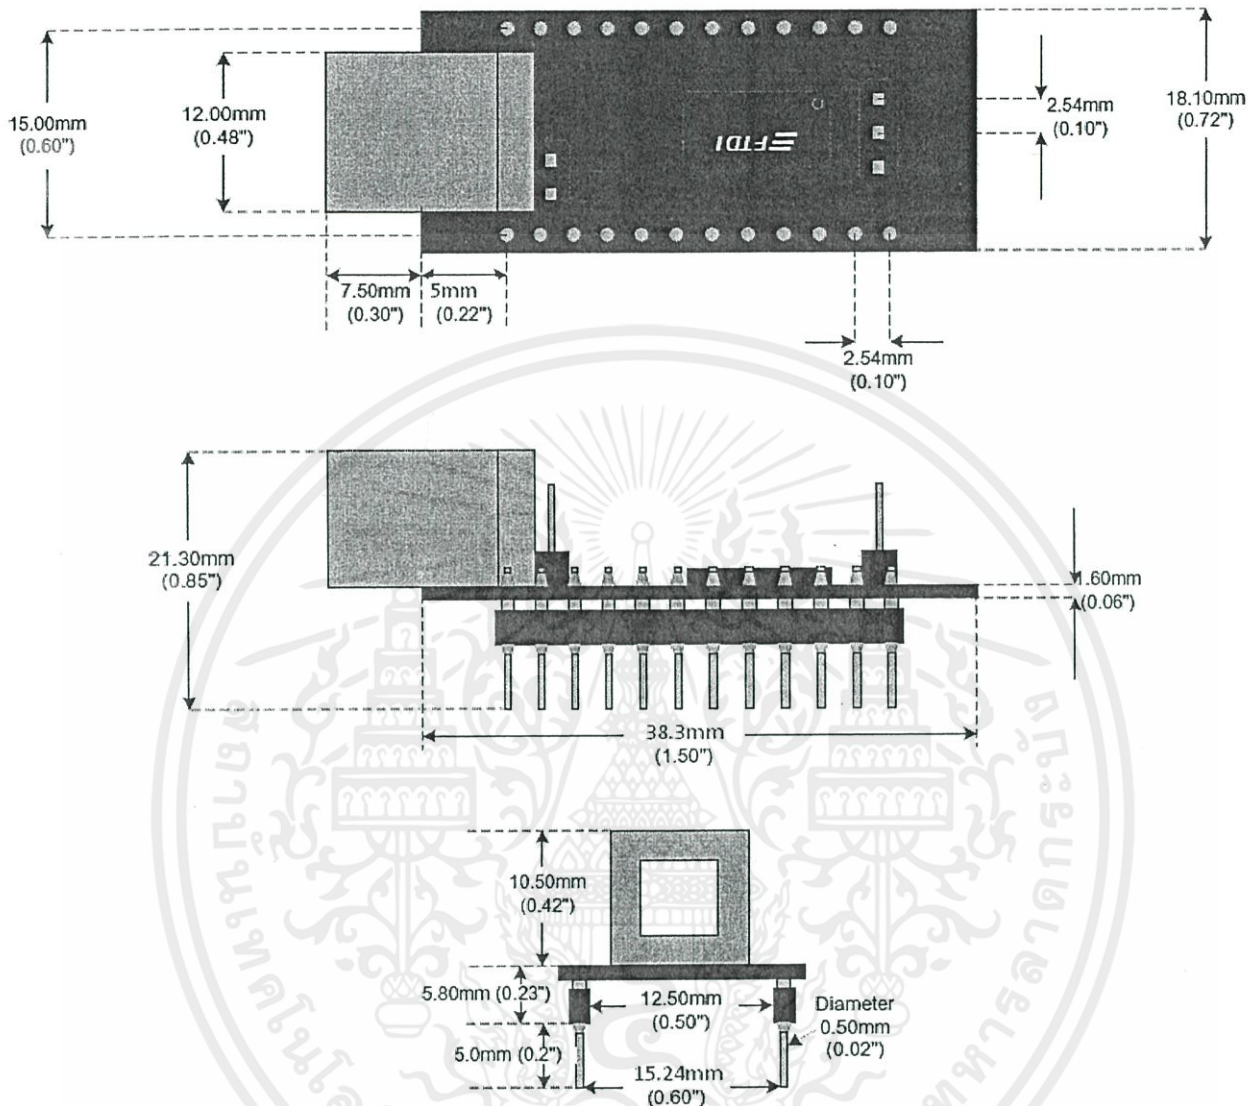 15.00mm
(0.60")
12.00mm
(0.48")
FTDI
2.54mm
(0.10")
18.10mm
(0.72")
7.50mm
(0.30")
5mm
(0.22")
2.54mm
(0.10")
21.30mm
(0.85")
1.60mm
(0.06")
38.3mm
(1.50")
10.50mm
(0.42")
5.80mm (0.23")
12.50mm
(0.50")
Diameter
0.50mm
(0.02")
5.0mm (0.2")
15.24mm
(0.60")